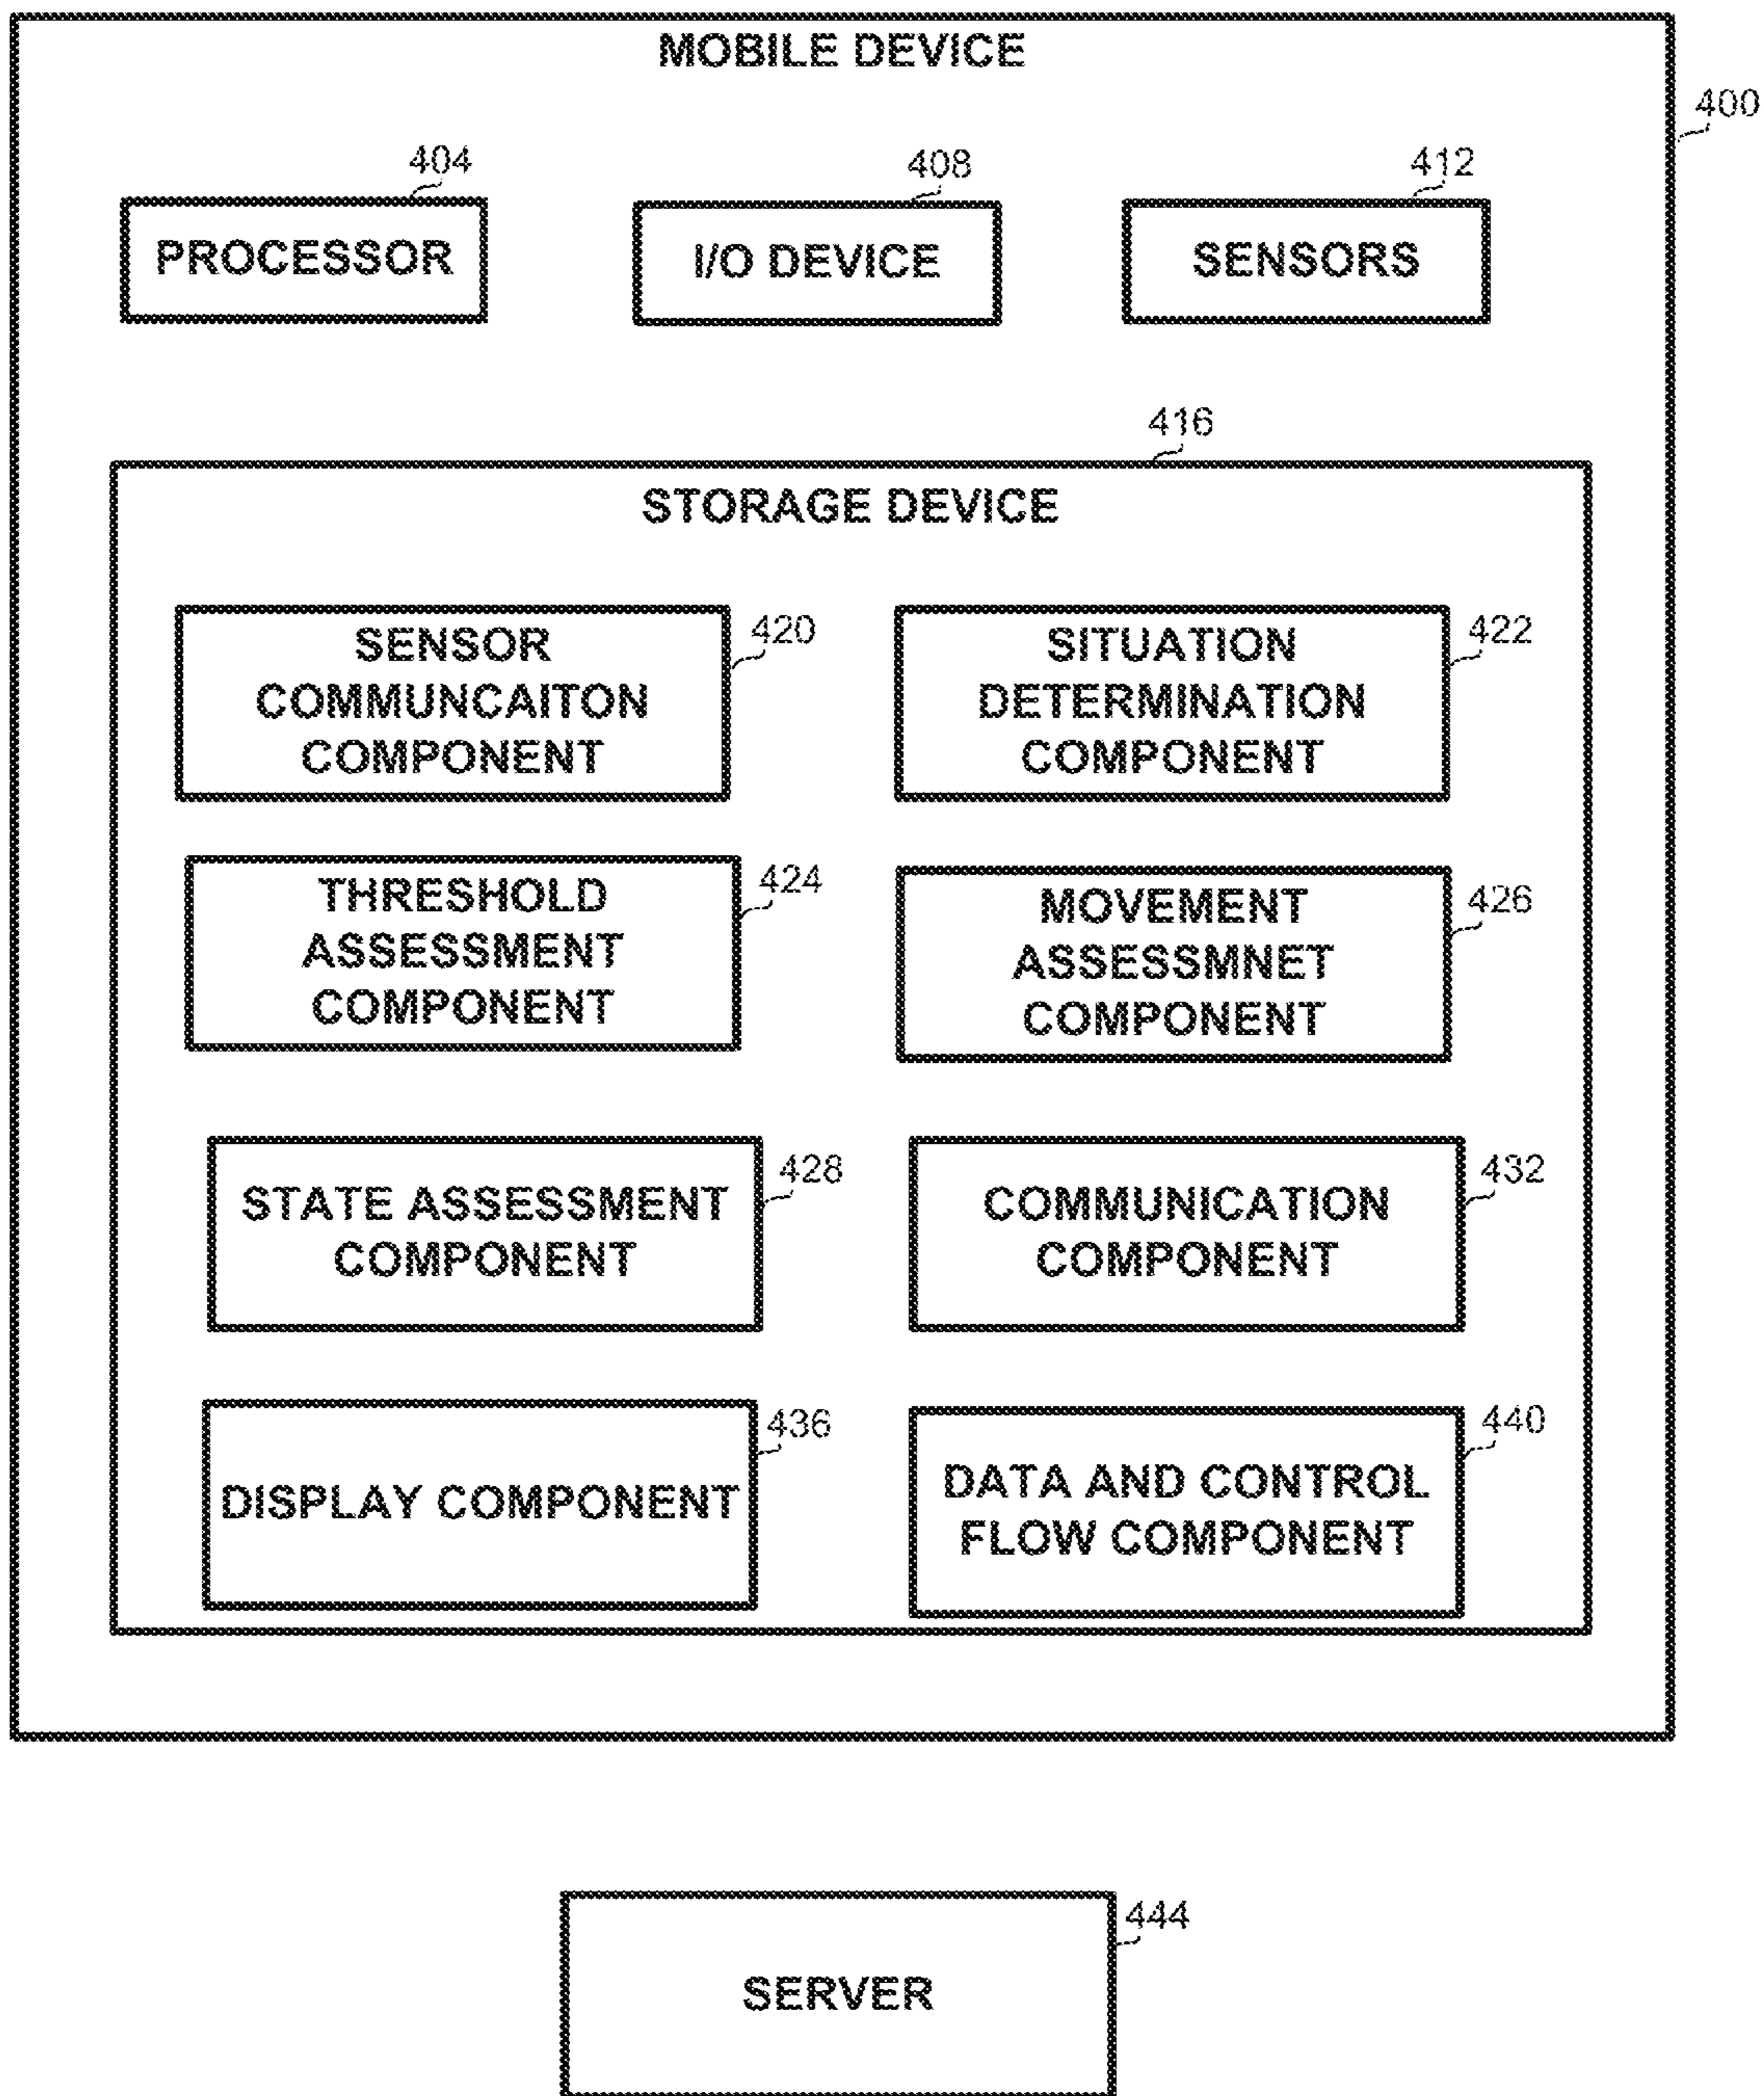 MOBILE DEVICE
400
404
408
412
PROCESSOR
I/O DEVICE
SENSORS
416
STORAGE DEVICE
420
SENSOR
COMMUNCAITON
COMPONENT
422
SITUATION
DETERMINATION
COMPONENT
424
THRESHOLD
ASSESSMENT
COMPONENT
426
MOVEMENT
ASSESSMNET
COMPONENT
428
STATE ASSESSMENT
COMPONENT
432
COMMUNICATION
COMPONENT
436
DISPLAY COMPONENT
440
DATA AND CONTROL
FLOW COMPONENT
444
SERVER